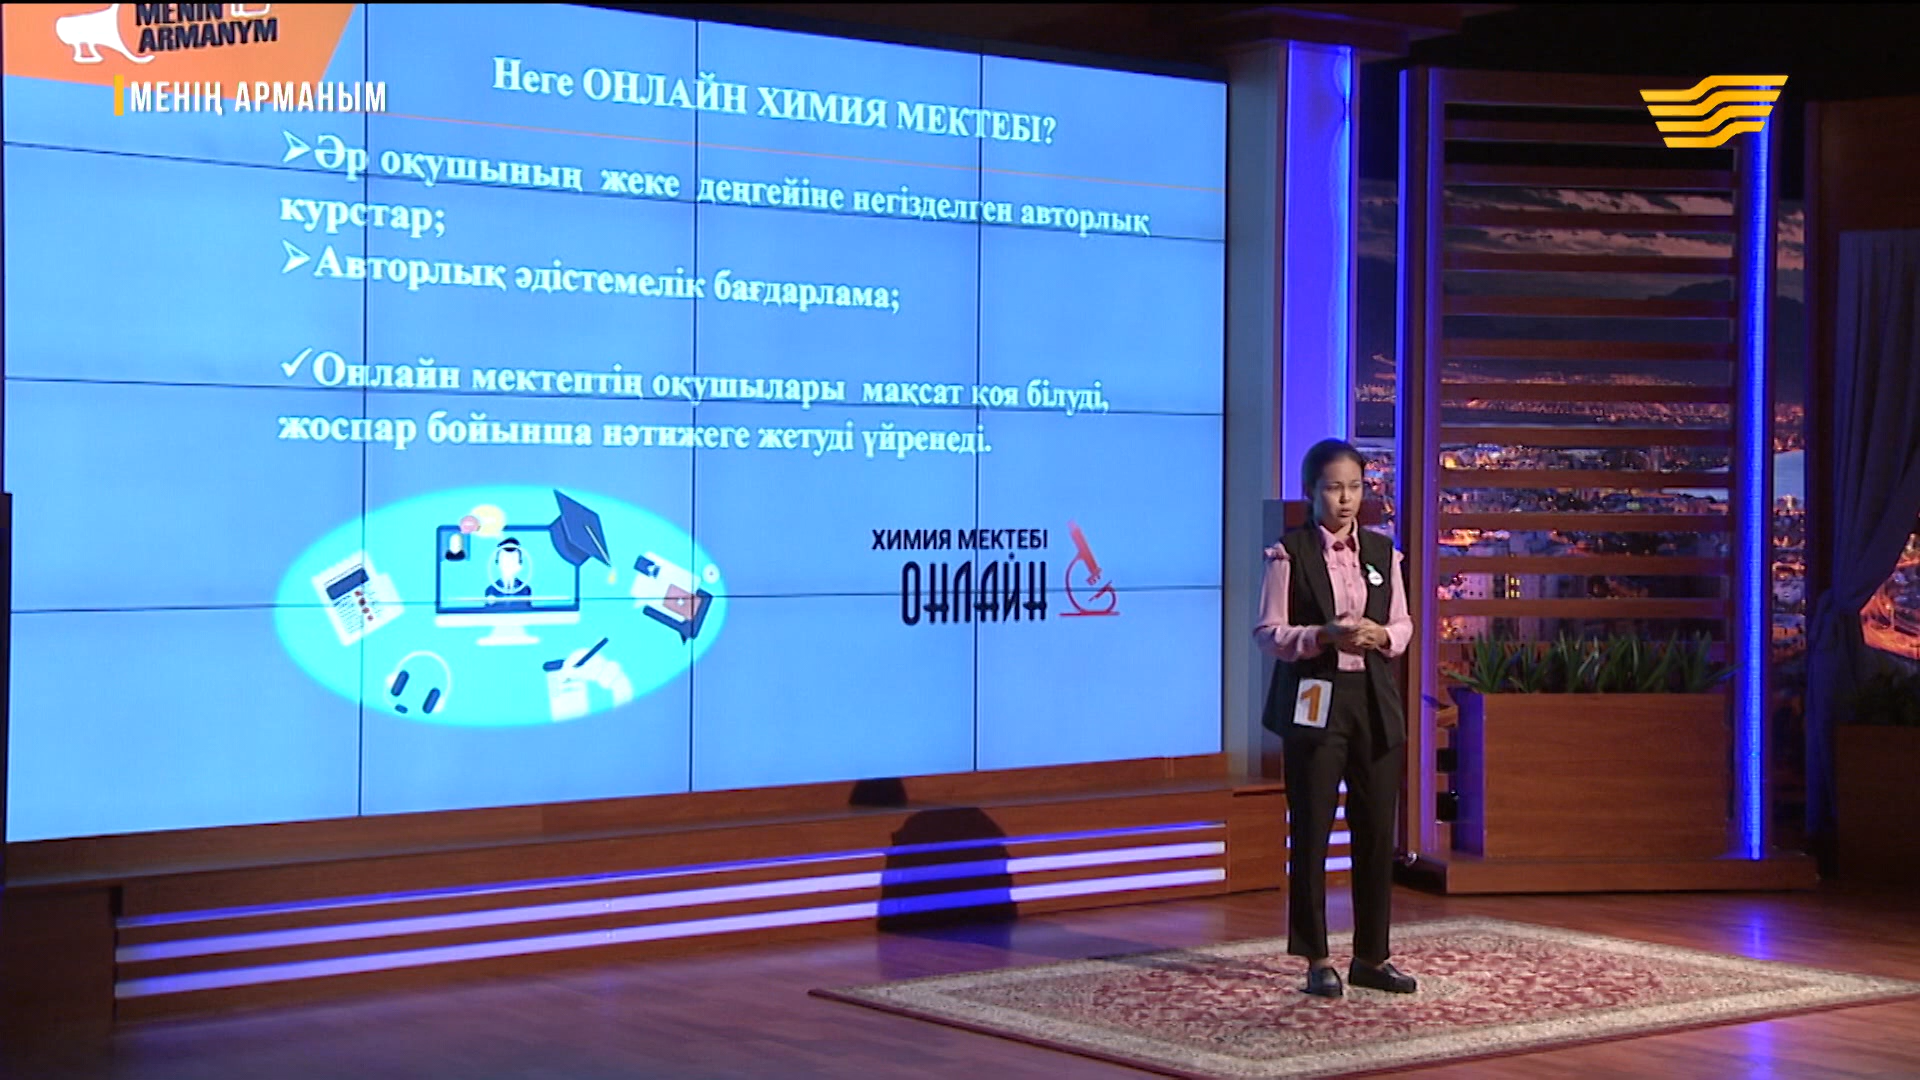 MENIN
ARMANYM
МЕНІҢ АРМАНЫМ
Неге ОНЛАЙН ХИМИЯ МЕКТЕБІ?
Әр оқушының жеке деңгейіне негізделген авторлық
курстар;
Авторлық әдістемелік бағдарлама;
Онлайн мектептің оқушылары мақсат қоя білуді,
жоспар бойынша нәтижеге жетуді үйренеді.
ХИМИЯ МЕКТЕБІ
ОНЛАЙН
1